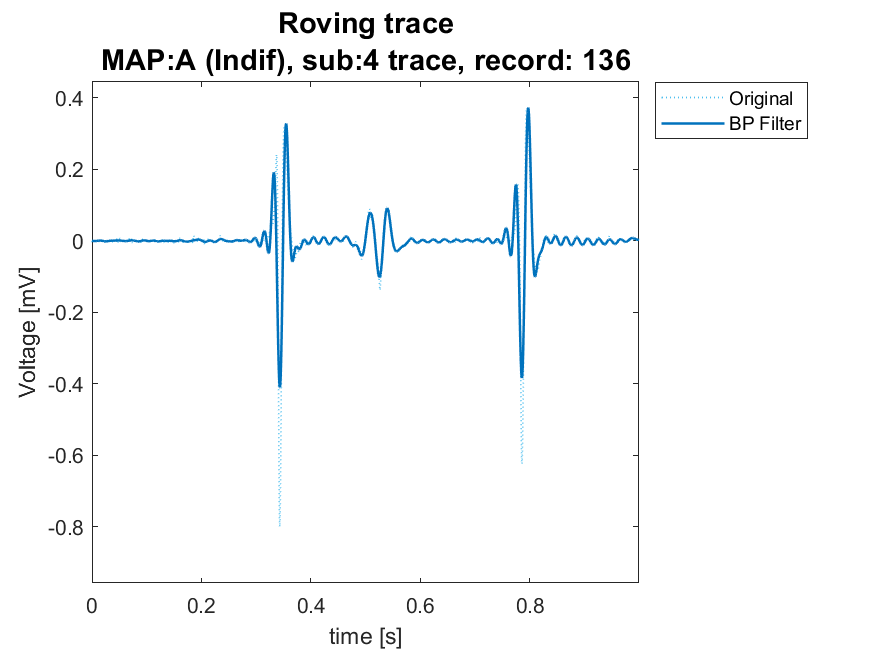 Roving trace
MAP:A (Indif), sub:4 trace, record: 136
Original
BP Filter
0.4
0.2
0
-0.2
-0.4
-0.6
-0.8
Voltage [mV]
0
0.2
0.4
0.6
0.8
time [s]